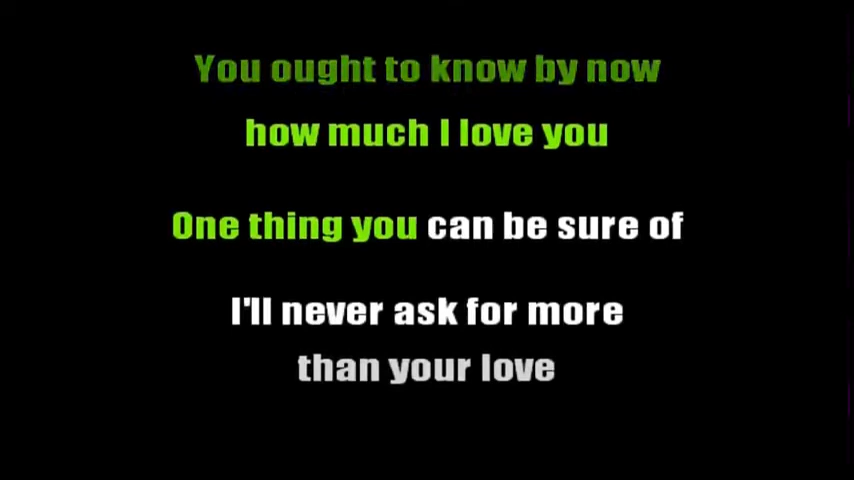 You ought to know by now
how much I love you
One thing you can be sure of
I'll never ask for more
than your love